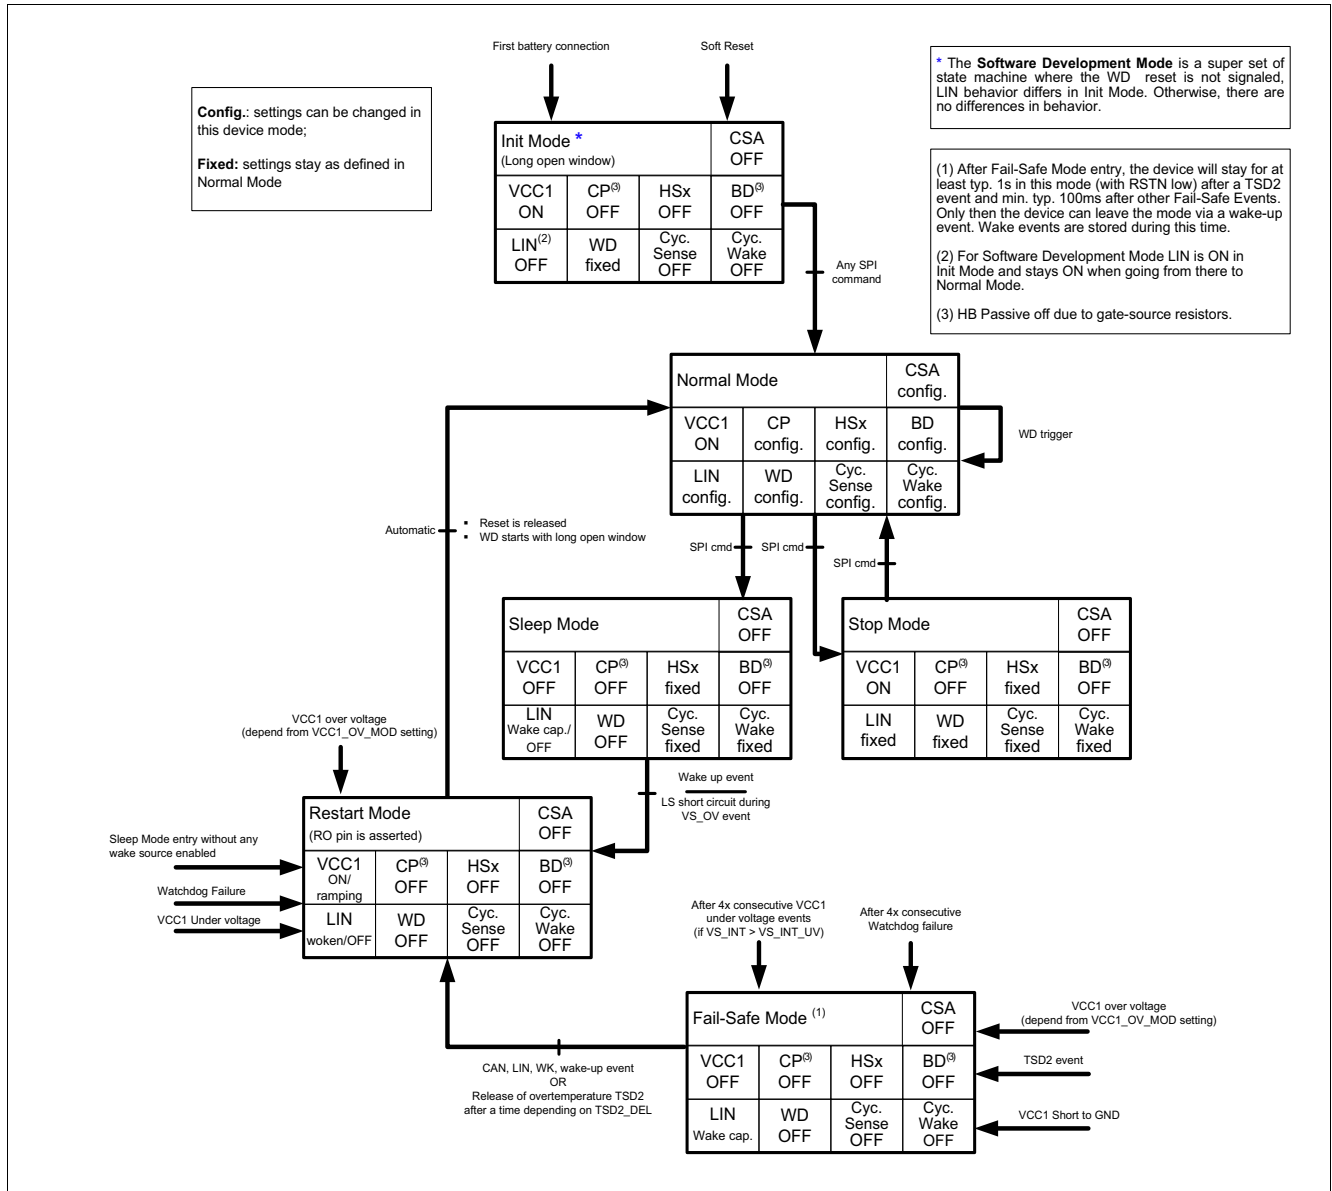 First battery connection
Soft Reset
Config.: settings can be changed in
this device mode;
Fixed: settings stay as defined in
Normal Mode
* The Software Development Mode is a super set of
state machine where the WD reset is not signaled,
LIN behavior differs in Init Mode. Otherwise, there are
no differences in behavior.
(1) After Fail-Safe Mode entry, the device will stay for at
least typ. 1s in this mode (with RSTN low) after a TSD2
event and min. typ. 100ms after other Fail-Safe Events.
Only then the device can leave the mode via a wake-up
event. Wake events are stored during this time.
(2) For Software Development Mode LIN is ON in
Init Mode and stays ON when going from there to
Normal Mode.
(3) HB Passive off due to gate-source resistors.
Init Mode *
(Long open window)
CSA
OFF
VCC1
ON
CP(3)
OFF
HSx
OFF
BD(3)
OFF
LIN(2)
OFF
WD
fixed
Cyc.
Sense
OFF
Cyc.
Wake
OFF
Any SPI
command
Normal Mode
CSA
config.
VCC1
ON
CP
config.
HSx
config.
BD
config.
LIN
config.
WD
config.
Cyc.
Sense
config.
Cyc.
Wake
config.
WD trigger
Automatic
▪ Reset is released
▪ WD starts with long open window
SPI cmd
SPI cmd
SPI cmd
Sleep Mode
CSA
OFF
VCC1
OFF
CP(3)
OFF
HSx
fixed
BD(3)
OFF
LIN
Wake cap./
OFF
WD
OFF
Cyc.
Sense
fixed
Cyc.
Wake
fixed
Stop Mode
CSA
OFF
VCC1
ON
CP(3)
OFF
HSx
fixed
BD(3)
OFF
LIN
fixed
WD
fixed
Cyc.
Sense
fixed
Cyc.
Wake
fixed
VCC1 over voltage
(depend from VCC1_OV_MOD setting)
Wake up event
LS short circuit during
VS_OV event
Restart Mode
(RO pin is asserted)
CSA
OFF
VCC1
ON/
ramping
CP(3)
OFF
HSx
OFF
BD(3)
OFF
LIN
woken/OFF
WD
OFF
Cyc.
Sense
OFF
Cyc.
Wake
OFF
Sleep Mode entry without any
wake source enabled
Watchdog Failure
VCC1 Under voltage
After 4x consecutive VCC1
under voltage events
(if VS_INT > VS_INT_UV)
After 4x consecutive
Watchdog failure
Fail-Safe Mode (1)
CSA
OFF
VCC1
OFF
CP(3)
OFF
HSx
OFF
BD(3)
OFF
LIN
Wake cap.
WD
OFF
Cyc.
Sense
OFF
Cyc.
Wake
OFF
VCC1 over voltage
(depend from VCC1_OV_MOD setting)
TSD2 event
VCC1 Short to GND
CAN, LIN, WK, wake-up event
OR
Release of overtemperature TSD2
after a time depending on TSD2_DEL